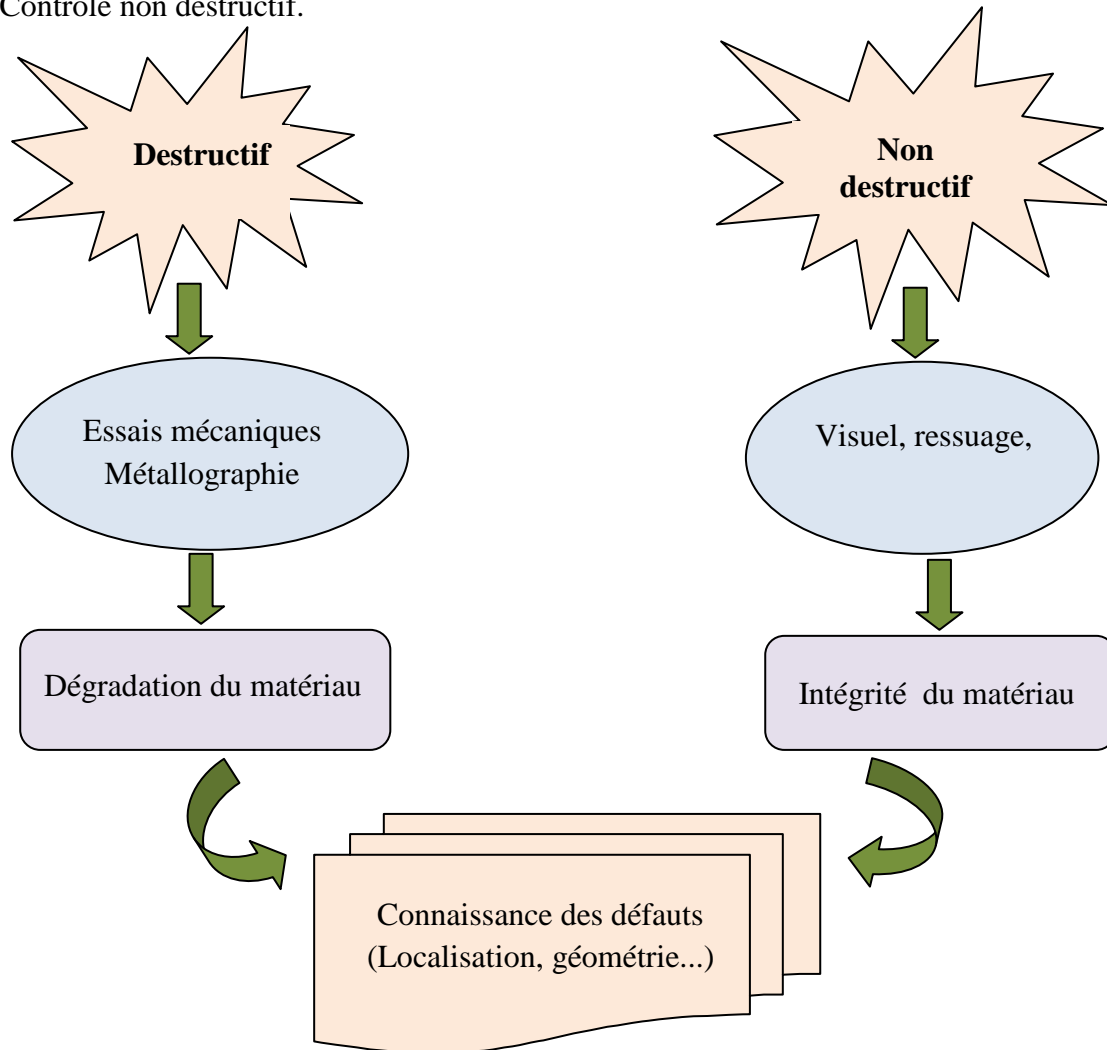 Contrôle non destructif.
Destructif
Non
destructif
Essais mécaniques
Métallographie
Visuel, ressuage,
Dégradation du matériau
Intégrité du matériau
Connaissance des défauts
(Localisation, géométrie...)